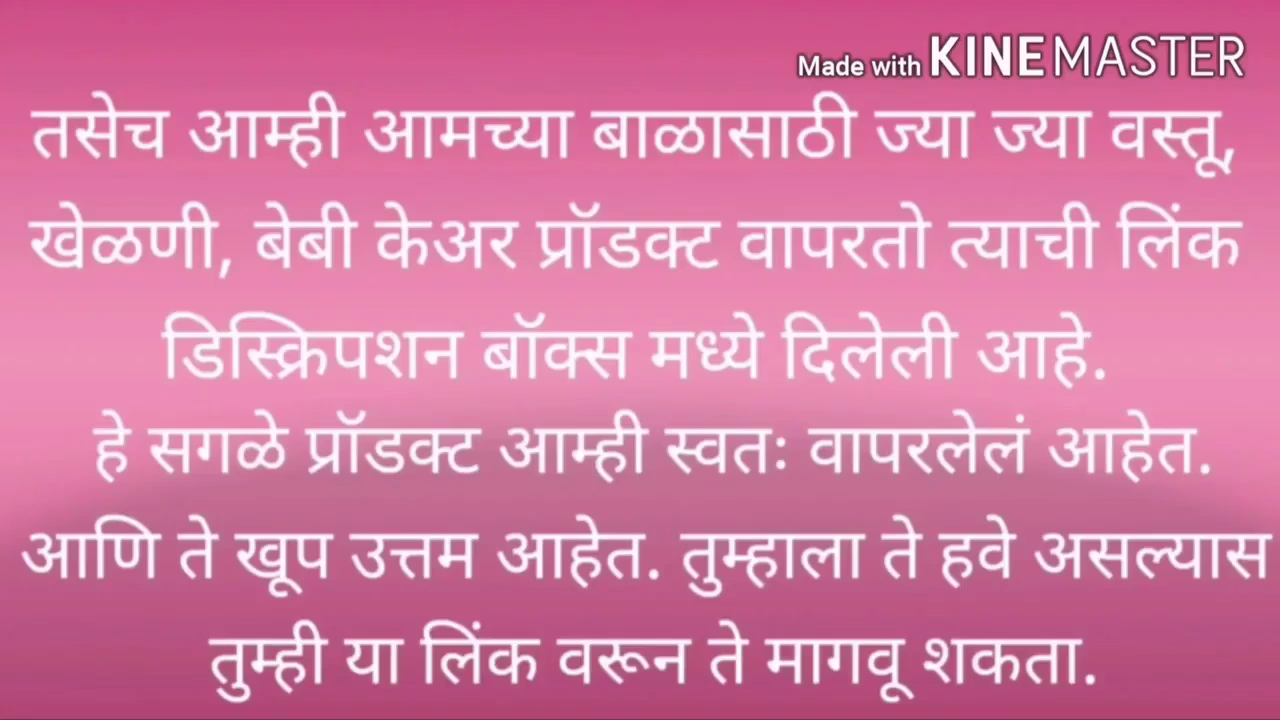 Made with KINEMASTER
तसेच आम्ही आमच्या बाळासाठी ज्या ज्या वस्तू,
खेळणी, बेबी केअर प्रॉडक्ट वापरतो त्याची लिंक
डिस्क्रिपशन बॉक्स मध्ये दिलेली आहे.
हे सगळे प्रॉडक्ट आम्ही स्वतः वापरलेलं आहेत.
आणि ते खूप उत्तम आहेत. तुम्हाला ते हवे असल्यास
तुम्ही या लिंक वरून ते मागवू शकता.